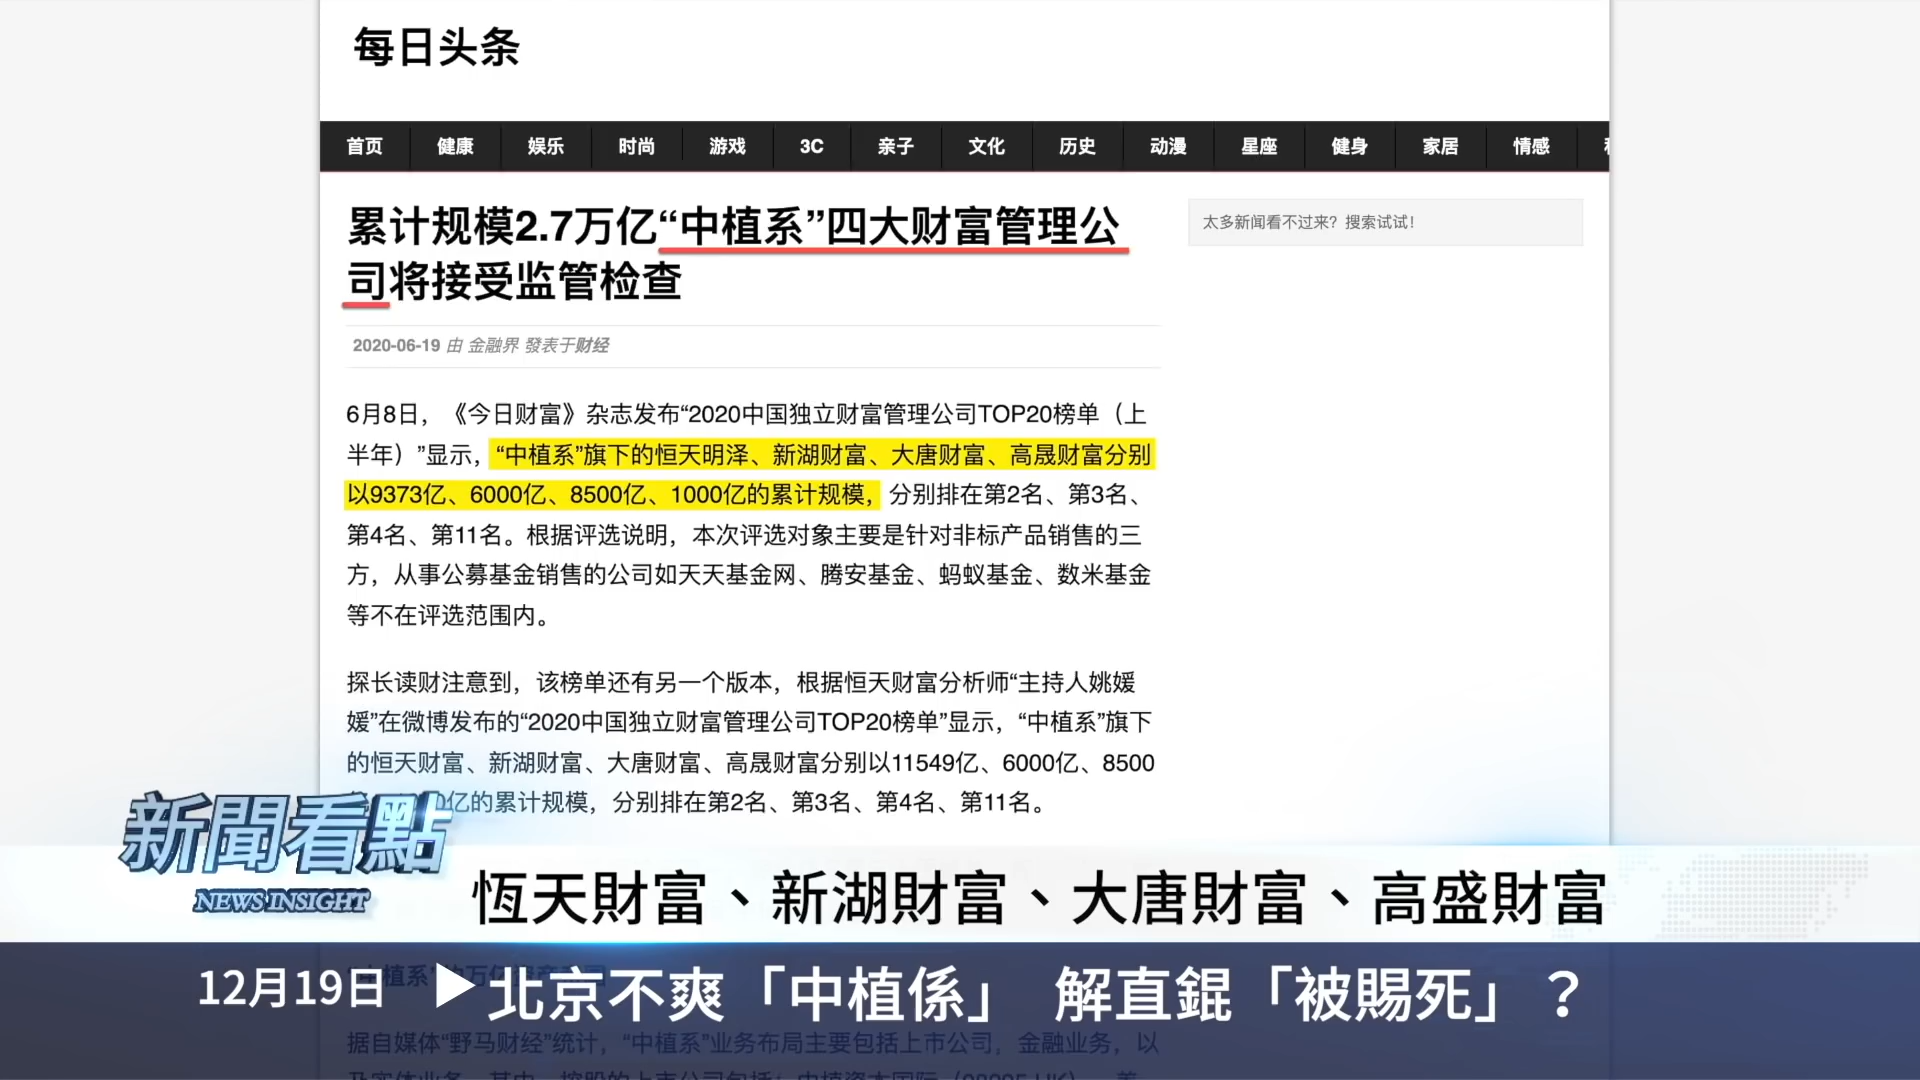 每日头条
首页 健康 娱乐 时尚 游戏 3C 亲子 文化 历史 动漫 星座 健身 家居 情感
累计规模2.7万亿“中植系”四大财富管理公
司将接受监管检查
太多新闻看不过来？搜索试试！
2020-06-19 由 金融界 發表于财经
6月8日，《今日财富》杂志发布“2020中国独立财富管理公司TOP20榜单（上
半年）”显示，“中植系”旗下的恒天明泽、新湖财富、大唐财富、高晟财富分别
以9373亿、6000亿、8500亿、1000亿的累计规模，分别排在第2名、第3名、
第4名、第11名。根据评选说明，本次评选对象主要是针对非标产品销售的三
方，从事公募基金销售的公司如天天基金网、腾安基金、蚂蚁基金、数米基金
等不在评选范围内。
探长读财注意到，该榜单还有另一个版本，根据恒天财富分析师“主持人姚媛
媛”在微博发布的“2020中国独立财富管理公司TOP20榜单”显示，“中植系”旗下
的恒天财富、新湖财富、大唐财富、高晟财富分别以11549亿、6000亿、8500
亿的累计规模，分别排在第2名、第3名、第4名、第11名。
新聞看點
NEWS INSIGHT
恆天財富、新湖財富、大唐財富、高盛財富
12月19日 ▶北京不爽「中植係」 解直錕「被賜死」？
据自媒体“野马财经”统计，“中植系”业务布局主要包括上市公司，金融业务，以